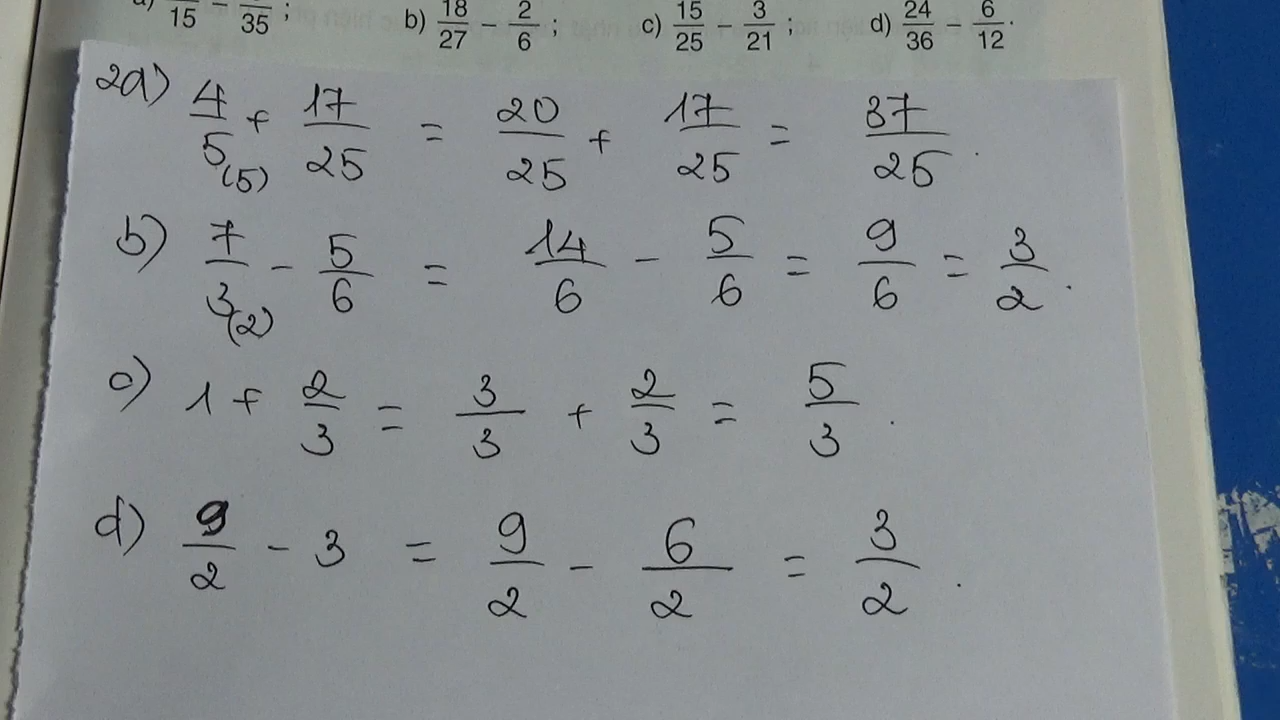 a) /15 - /35 ;
b) 18/27 - 2/6 ; c) 15/25 - 3/21 ; d) 24/36 - 6/12.
2a) 4/5 (5) + 17/25 = 20/25 + 17/25 = 37/25 .
b) 7/3 (2) - 5/6 = 14/6 - 5/6 = 9/6 = 3/2 .
c) 1 + 2/3 = 3/3 + 2/3 = 5/3 .
d) 9/2 - 3 = 9/2 - 6/2 = 3/2 .